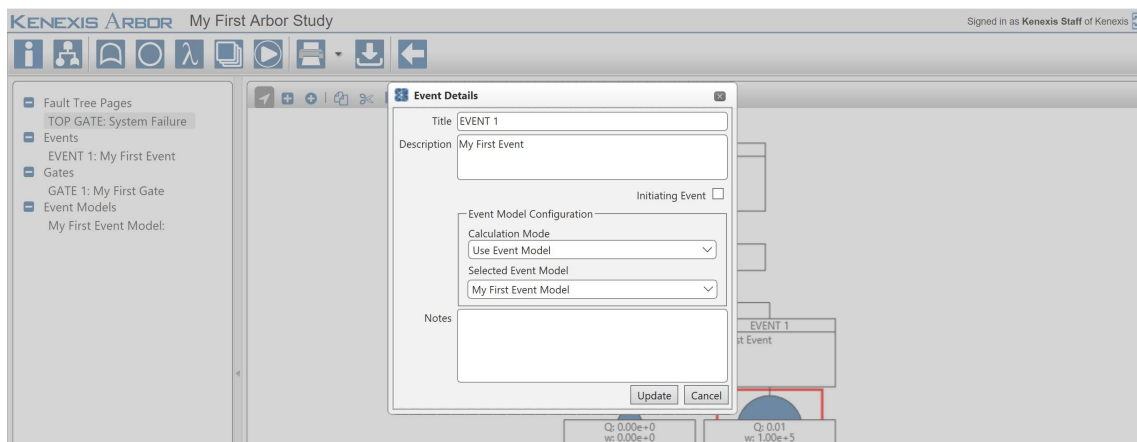 KENEXIS ARBOR My First Arbor Study
Signed in as Kenexis Staff of Kenexis
Fault Tree Pages
TOP GATE: System Failure
Events
EVENT 1: My First Event
Gates
GATE 1: My First Gate
Event Models
My First Event Model:
Event Details
Title EVENT 1
Description My First Event
Initiating Event
Event Model Configuration
Calculation Mode
Use Event Model
Selected Event Model
My First Event Model
Notes
Update Cancel
EVENT 1
st Event
Q: 0.00e+0
w: 0.00e+0
Q: 0.01
w: 1.00e+5